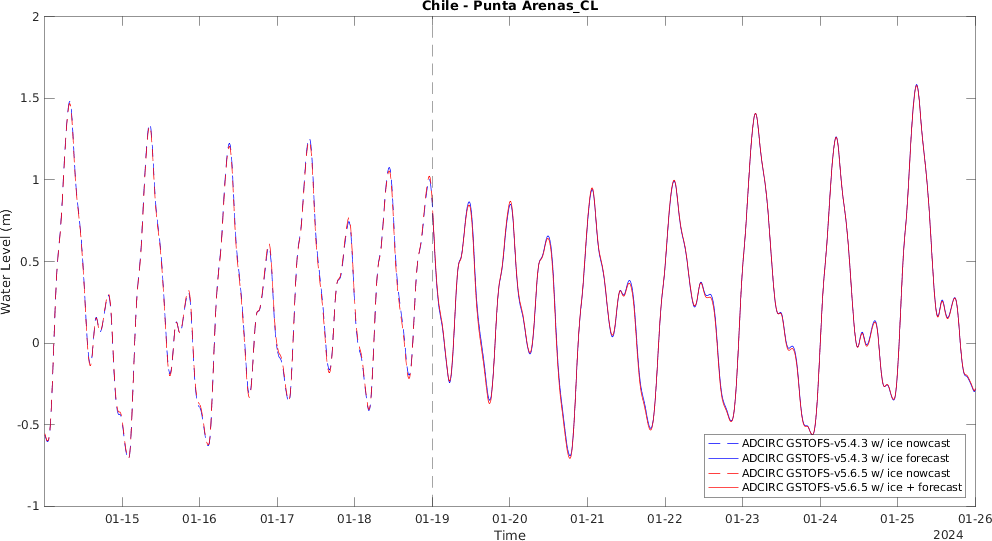 Chile - Punta Arenas_CL
Water Level (m)
2
1.5
1
0.5
0
-0.5
-1
01-15 01-16 01-17 01-18 01-19 01-20 01-21 01-22 01-23 01-24 01-25 01-26
Time
2024
ADCIRC GSTOFS-v5.4.3 w/ ice nowcast
ADCIRC GSTOFS-v5.4.3 w/ ice forecast
ADCIRC GSTOFS-v5.6.5 w/ ice nowcast
ADCIRC GSTOFS-v5.6.5 w/ ice + forecast